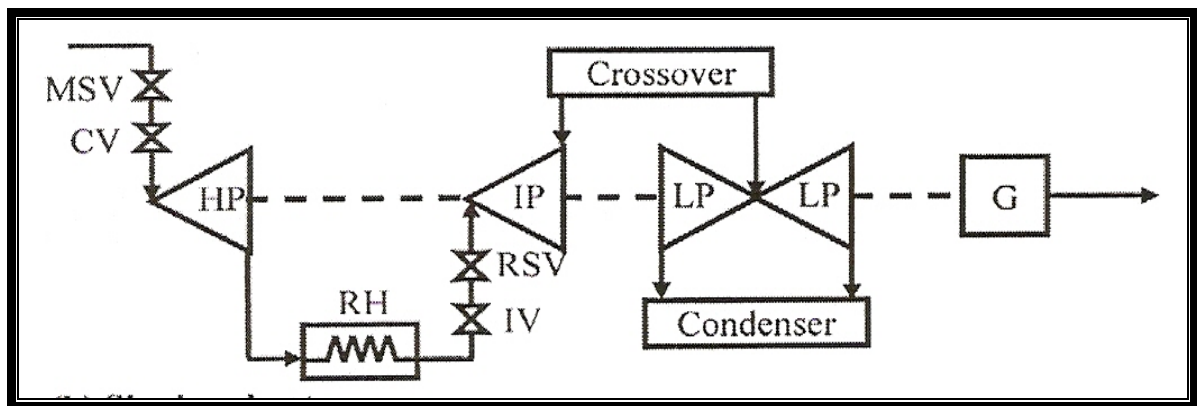 MSV
CV
HP
RH
IP
RSV
IV
Crossover
LP
LP
Condenser
G